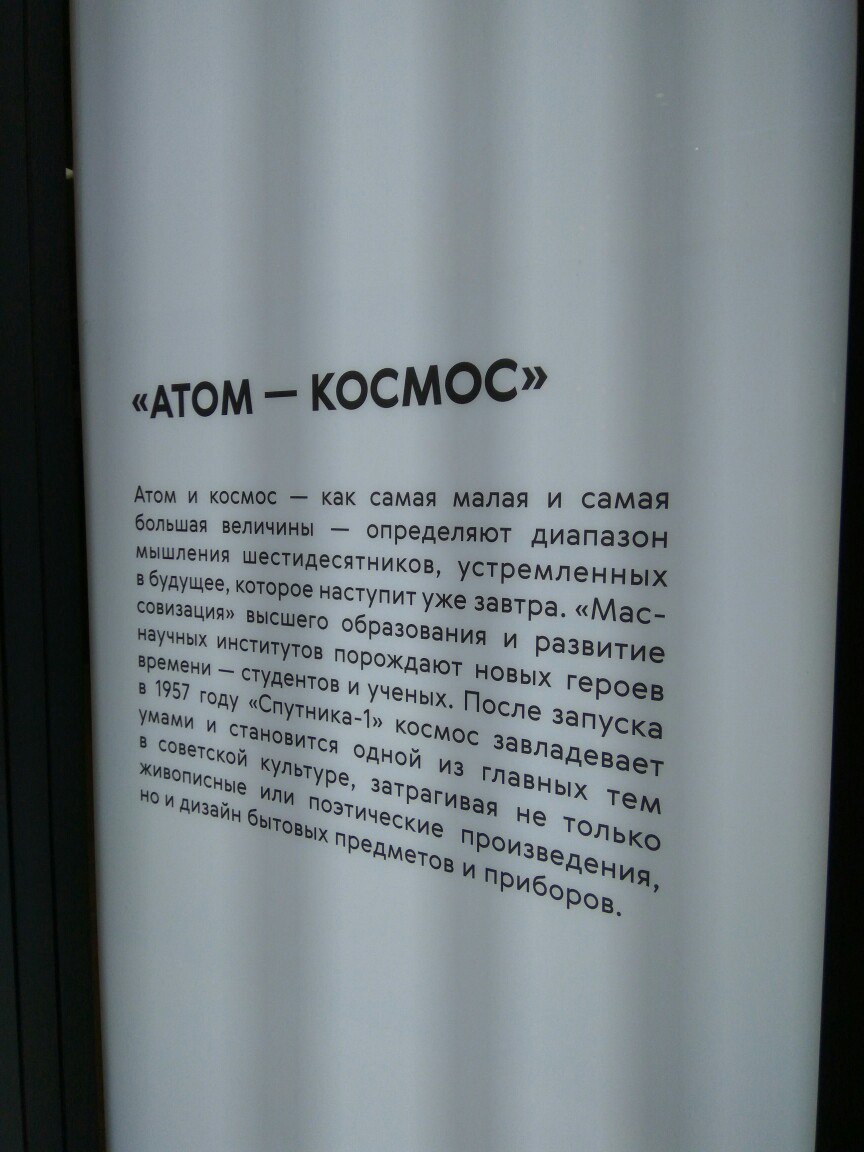 «АТОМ — КОСМОС»
Атом и космос — как самая малая и самая
большая величины — определяют диапазон
мышления шестидесятников, устремленных
в будущее, которое наступит уже завтра. «Мас-
совизация» высшего образования и развитие
научных институтов порождают новых героев
времени — студентов и ученых. После запуска
в 1957 году «Спутника-1» космос завладевает
умами и становится одной из главных тем
в советской культуре, затрагивая не только
живописные или поэтические произведения,
но и дизайн бытовых предметов и приборов.